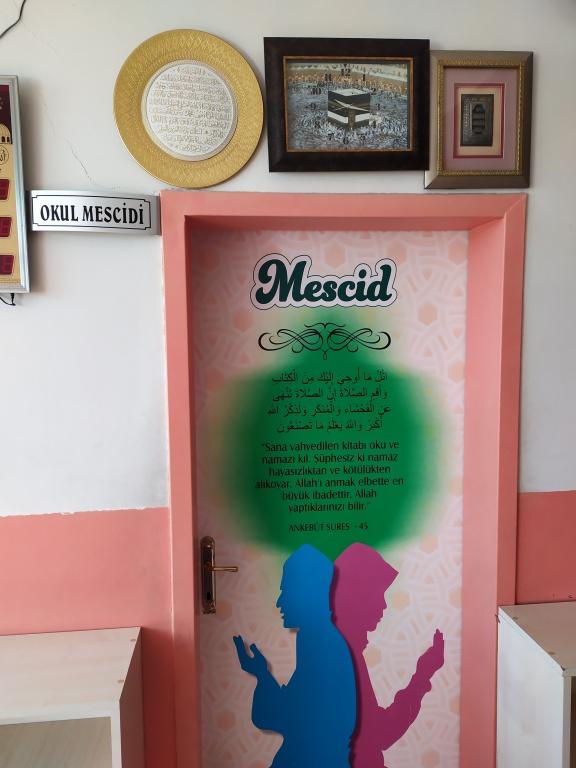 OKUL MESCİDİ
Mescid
اتْلُ مَا أُوحِيَ إِلَيْكَ مِنَ الْكِتَابِ
وَأَقِمِ الصَّلَاةَ إِنَّ الصَّلَاةَ تَنْهَى
عَنِ الْفَحْشَاءِ وَالْمُنكَرِ وَلَذِكْرُ اللَّهِ
أَكْبَرُ وَاللَّهُ يَعْلَمُ مَا تَصْنَعُونَ
"Sana vahyedilen kitabı oku ve
namazı kıl. Şüphesiz ki namaz
hayasızlıktan ve kötülükten
alıkoyar. Allah'ı anmak elbette en
büyük ibadettir. Allah
yaptıklarınızı bilir."
ANKEBÛT SURES - 45